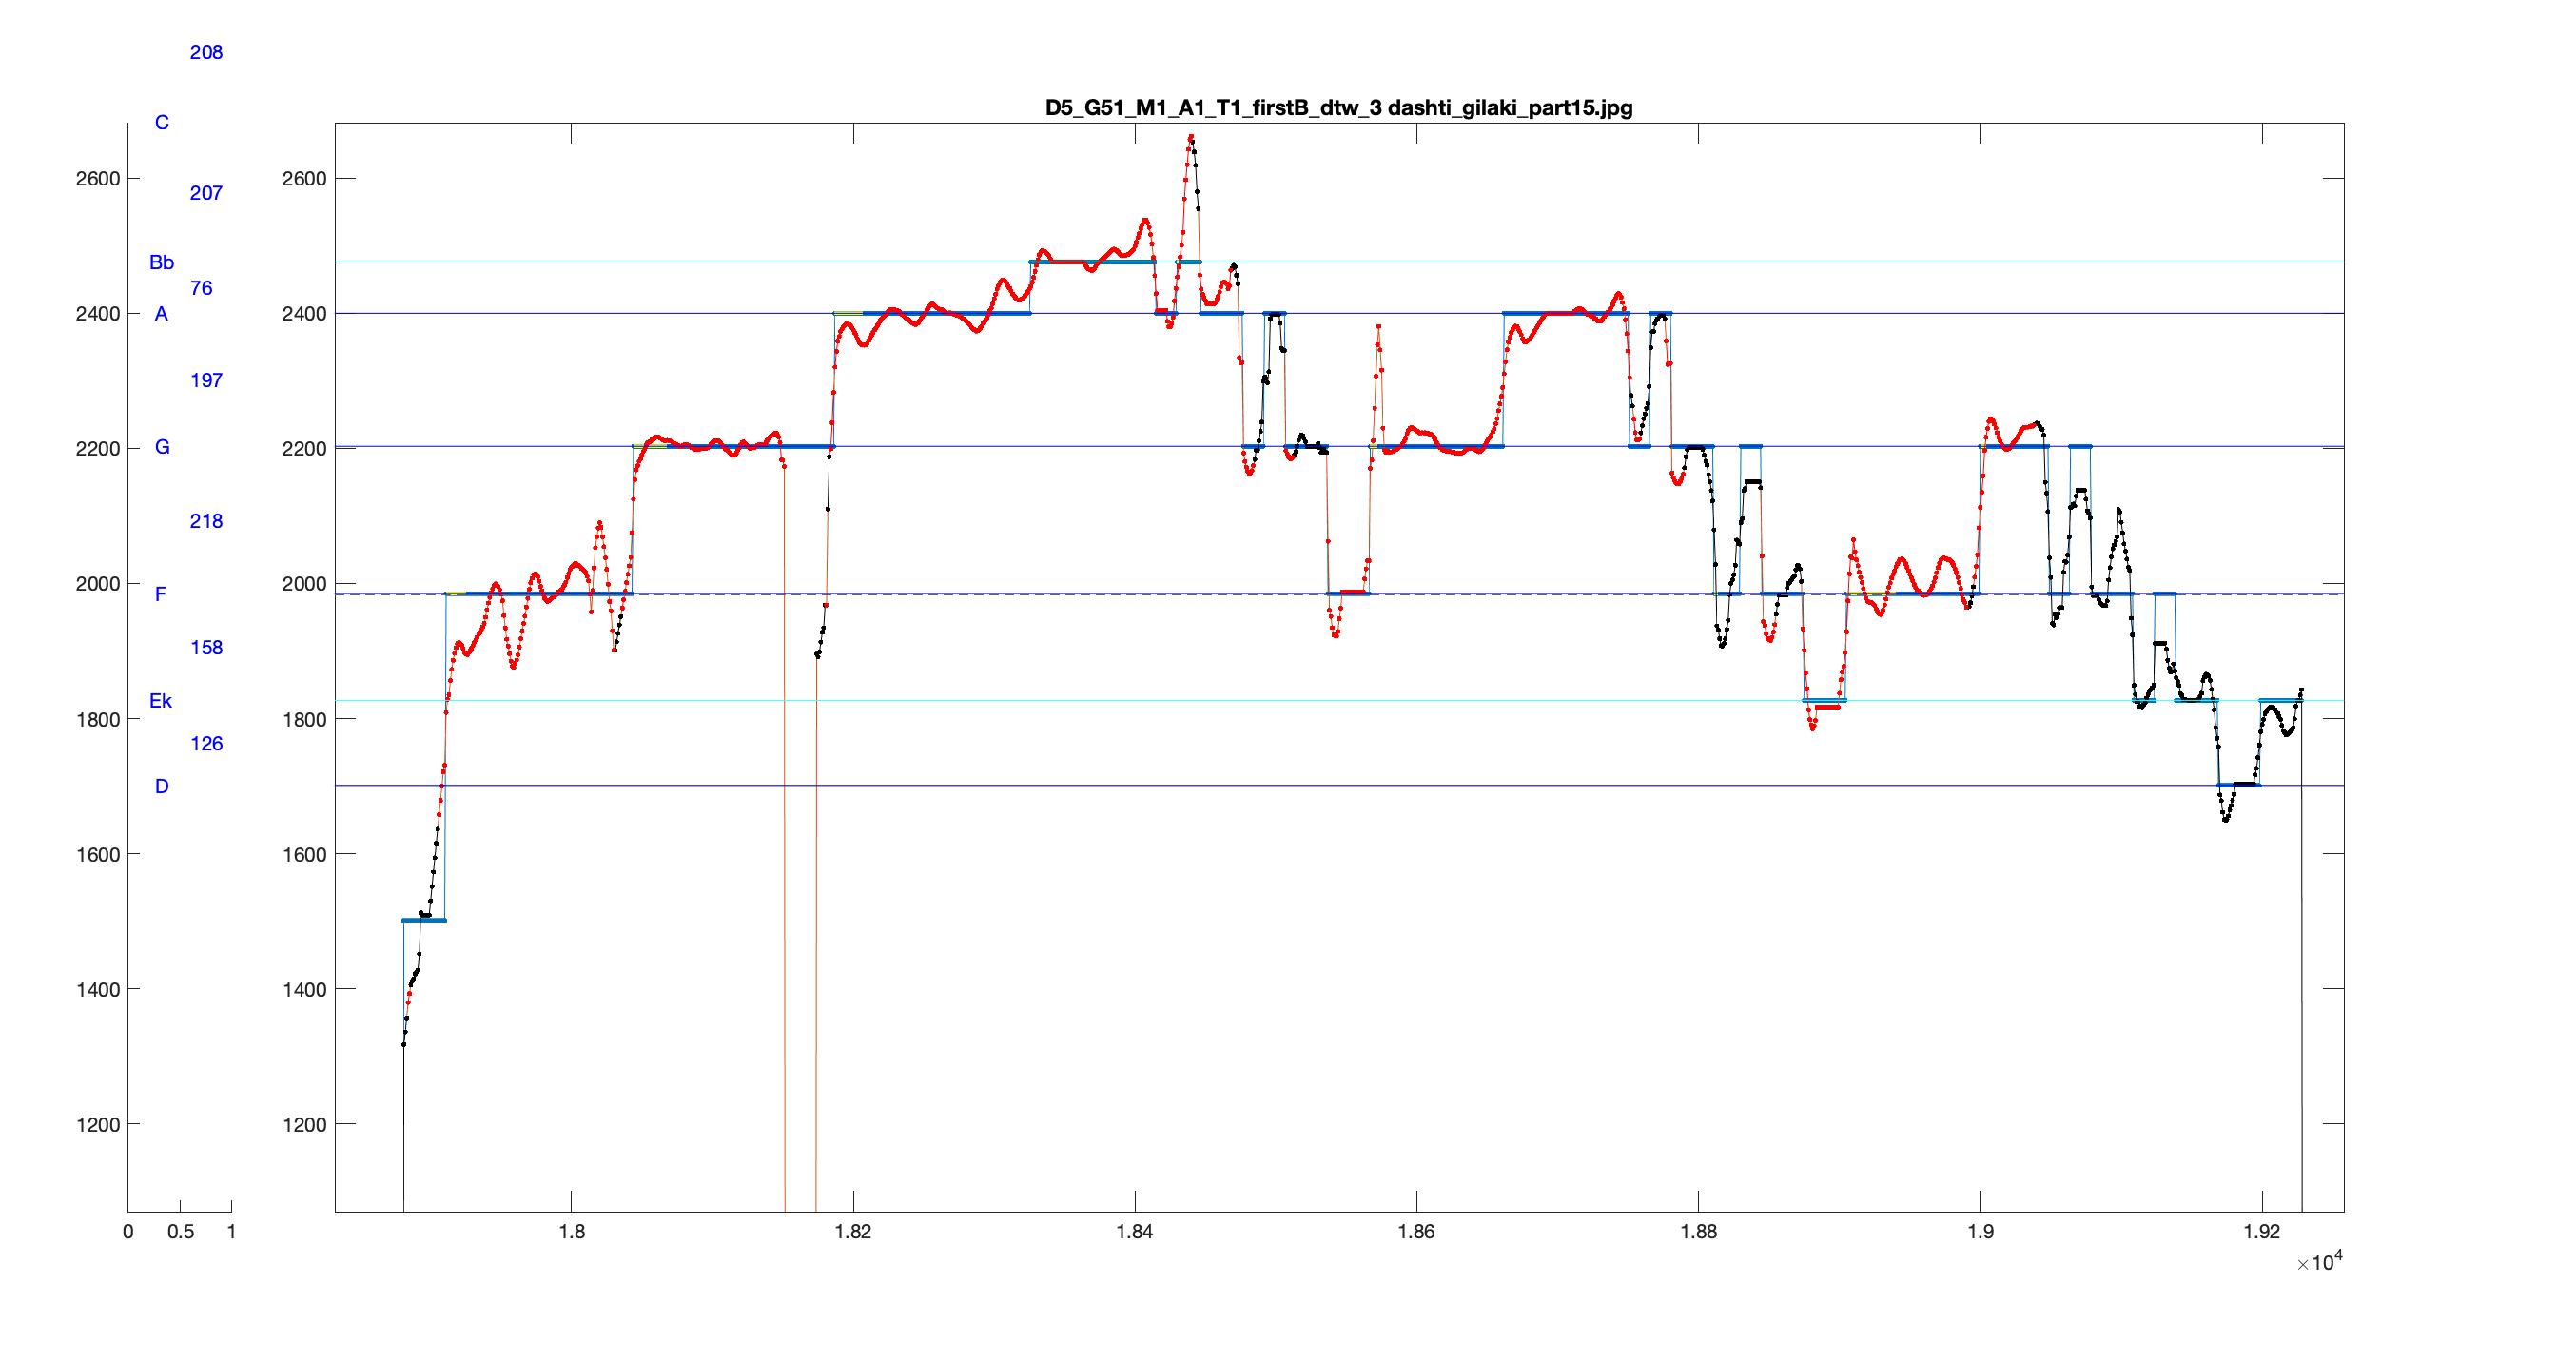 208
D5_G51_M1_A1_T1_firstB_dtw_3 dashti_gilaki_part15.jpg
C
2600 207 2600
Bb
76
2400 A 2400
197
2200 G 2200
218
2000 F 2000
158
1800 Ek 1800
126
D
1600 1600
1400 1400
1200 1200
0 0.5 1 1.8 1.82 1.84 1.86 1.88 1.9 1.92
×10⁴